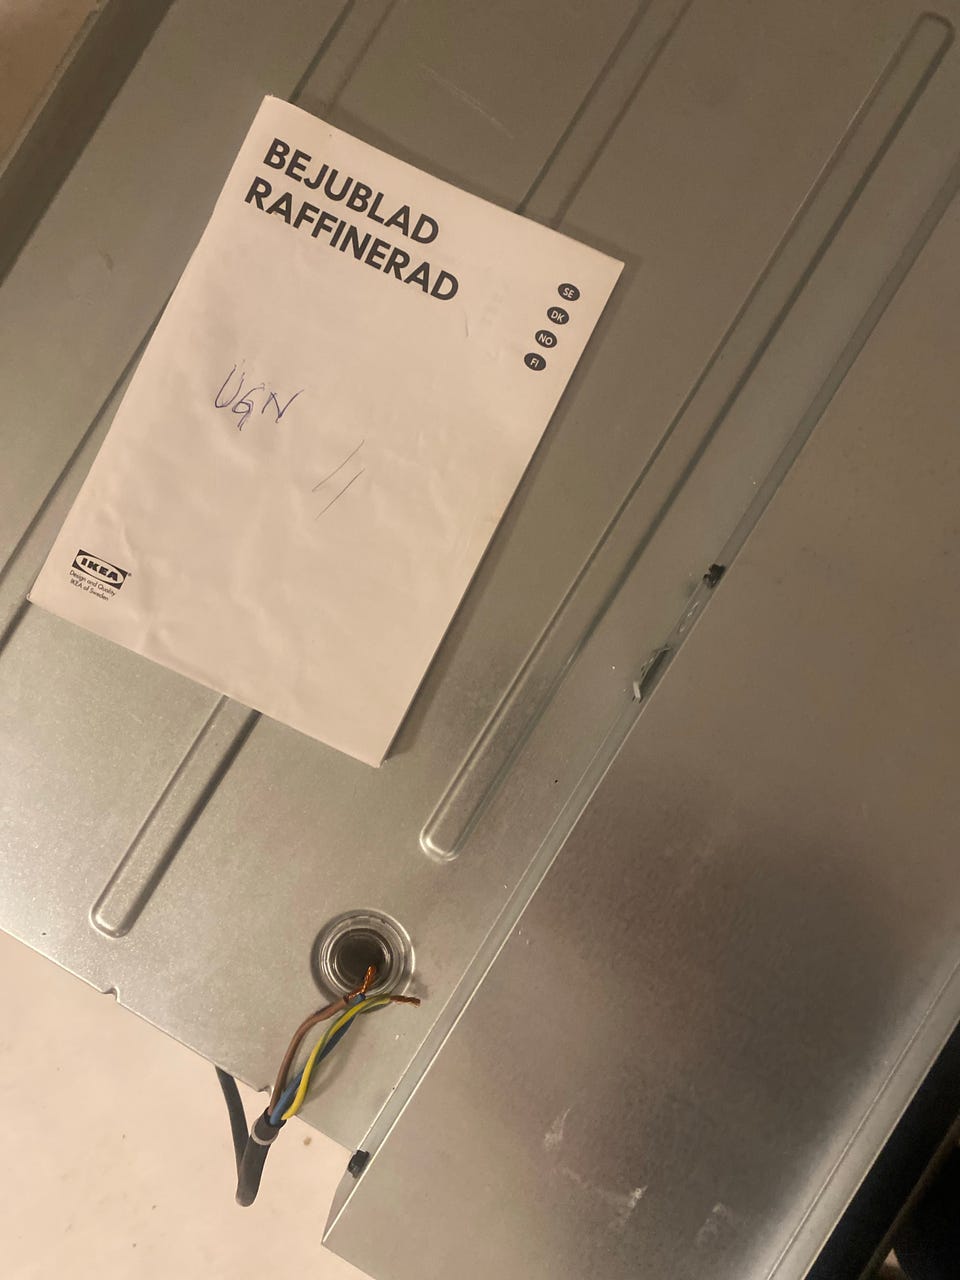 BEJUBLAD
RAFFINERAD
SE
DK
NO
FI
UGN
IKEA
Design and Quality
IKEA of Sweden